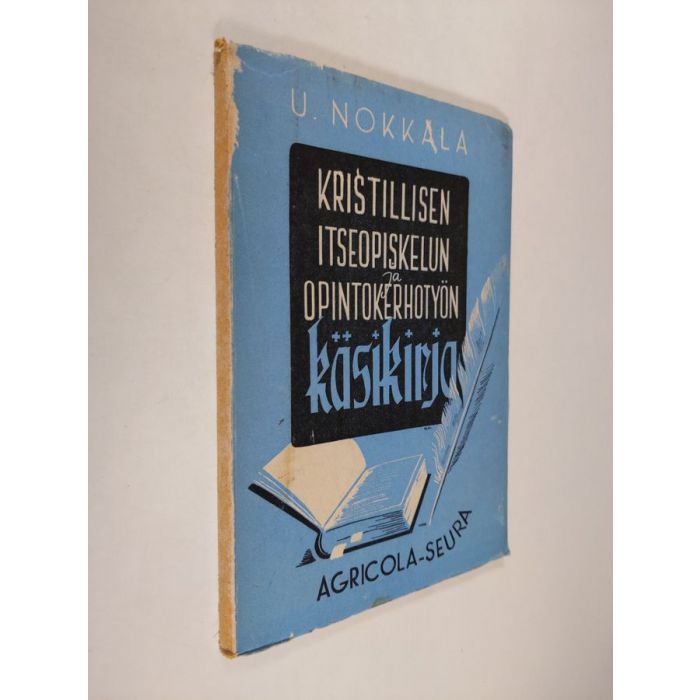 U. NOKKALA
KRISTILLISEN
ITSEOPISKELUN
ja
OPINTOKERHOTYÖN
käsikirja
AGRICOLA-SEURA